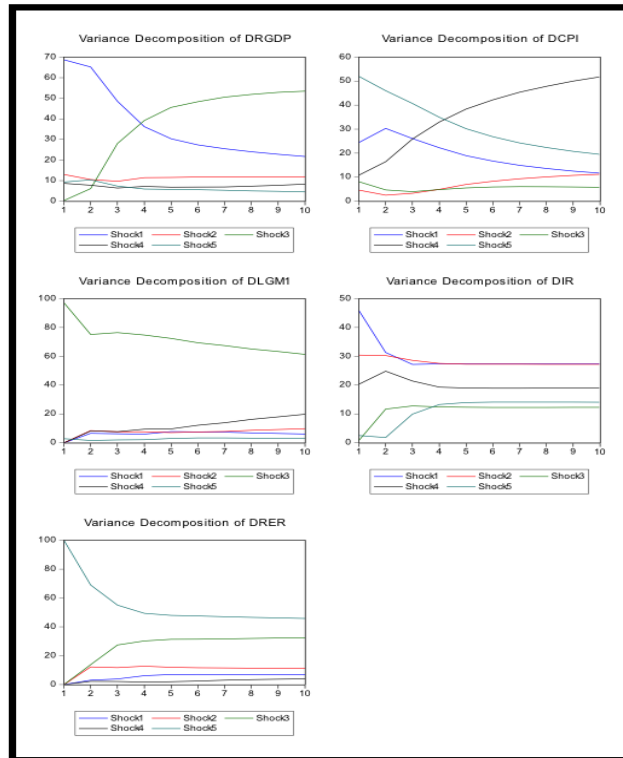 Variance Decomposition of DRGDP
70
60
50
40
30
20
10
0
1 2 3 4 5 6 7 8 9 10
Shock1 Shock2 Shock3
Shock4 Shock5
Variance Decomposition of DCPI
60
50
40
30
20
10
0
1 2 3 4 5 6 7 8 9 10
Shock1 Shock2 Shock3
Shock4 Shock5
Variance Decomposition of DLGM1
100
80
60
40
20
0
1 2 3 4 5 6 7 8 9 10
Shock1 Shock2 Shock3
Shock4 Shock5
Variance Decomposition of DIR
50
40
30
20
10
0
1 2 3 4 5 6 7 8 9 10
Shock1 Shock2 Shock3
Shock4 Shock5
Variance Decomposition of DRER
100
80
60
40
20
0
1 2 3 4 5 6 7 8 9 10
Shock1 Shock2 Shock3
Shock4 Shock5